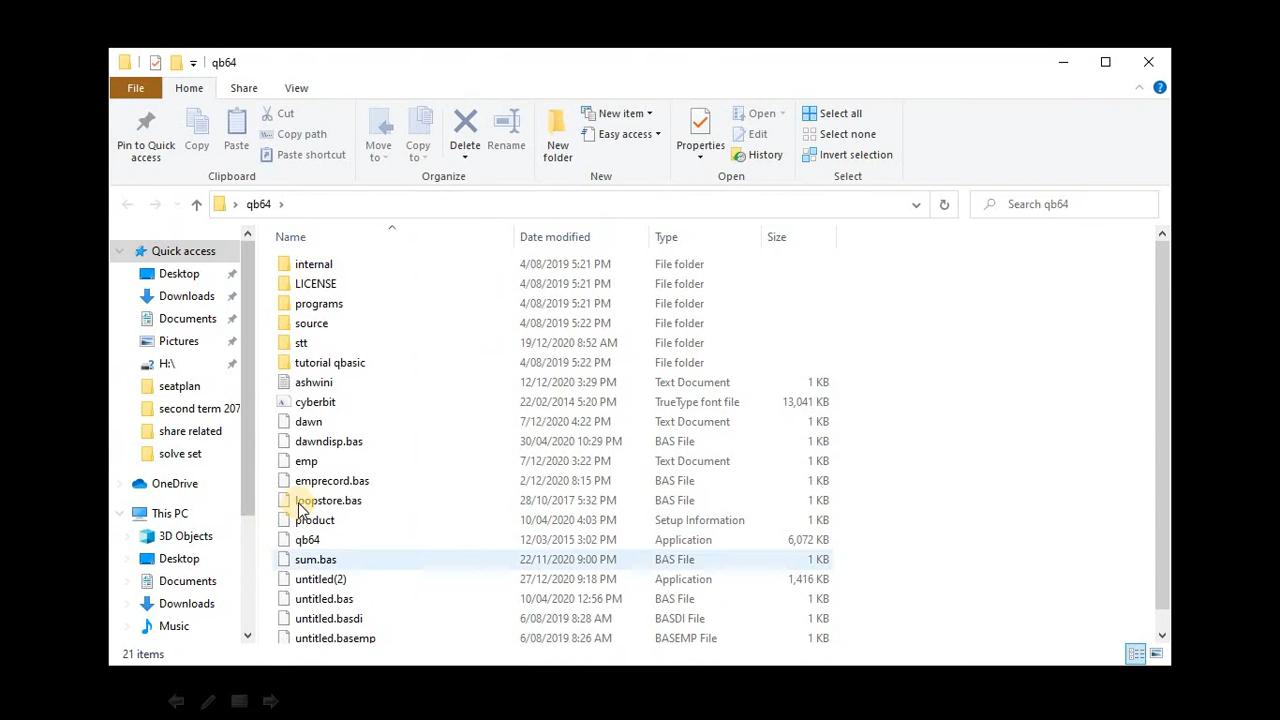 qb64
File Home Share View
Pin to Quick access
Copy
Paste
Cut
Copy path
Paste shortcut
Clipboard
Move to
Copy to
Delete
Rename
Organize
New folder
New item
Easy access
New
Properties
Open
Edit
History
Open
Select all
Select none
Invert selection
Select
qb64
Search qb64
Quick access
Desktop
Downloads
Documents
Pictures
H:\
seatplan
second term 207
share related
solve set
OneDrive
This PC
3D Objects
Desktop
Documents
Downloads
Music
Name Date modified Type Size
internal 4/08/2019 5:21 PM File folder
LICENSE 4/08/2019 5:21 PM File folder
programs 4/08/2019 5:21 PM File folder
source 4/08/2019 5:22 PM File folder
stt 19/12/2020 8:52 AM File folder
tutorial qbasic 4/08/2019 5:22 PM File folder
ashwini 12/12/2020 3:29 PM Text Document 1 KB
cyberbit 22/02/2014 5:20 PM TrueType font file 13,041 KB
dawn 7/12/2020 4:22 PM Text Document 1 KB
dawndisp.bas 30/04/2020 10:29 PM BAS File 1 KB
emp 7/12/2020 3:22 PM Text Document 1 KB
emprecord.bas 2/12/2020 8:15 PM BAS File 1 KB
loopstore.bas 28/10/2017 5:32 PM BAS File 1 KB
product 10/04/2020 4:03 PM Setup Information 1 KB
qb64 12/03/2015 3:02 PM Application 6,072 KB
sum.bas 22/11/2020 9:00 PM BAS File 1 KB
untitled(2) 27/12/2020 9:18 PM Application 1,416 KB
untitled.bas 10/04/2020 12:56 PM BAS File 1 KB
untitled.basdi 6/08/2019 8:28 AM BASDI File 1 KB
untitled.basemp 6/08/2019 8:26 AM BASEMP File 1 KB
21 items